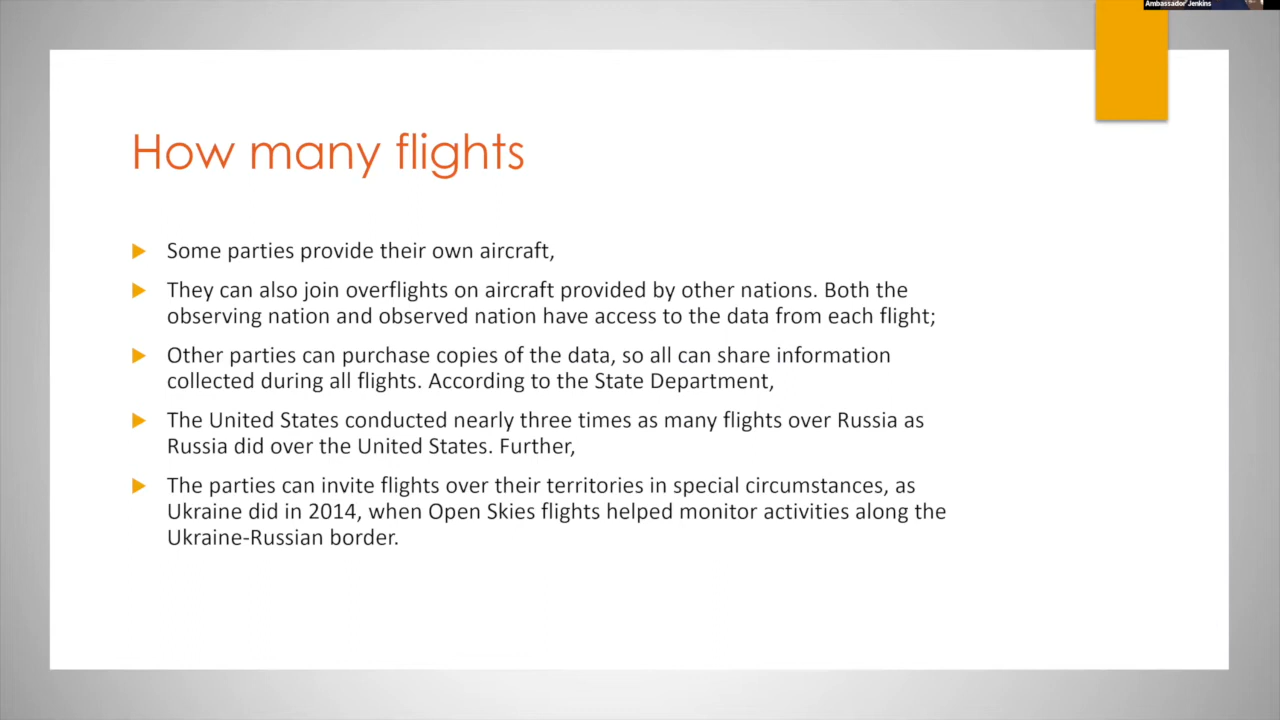 Ambassador Jenkins
How many flights
Some parties provide their own aircraft,
They can also join overflights on aircraft provided by other nations. Both the
observing nation and observed nation have access to the data from each flight;
Other parties can purchase copies of the data, so all can share information
collected during all flights. According to the State Department,
The United States conducted nearly three times as many flights over Russia as
Russia did over the United States. Further,
The parties can invite flights over their territories in special circumstances, as
Ukraine did in 2014, when Open Skies flights helped monitor activities along the
Ukraine-Russian border.